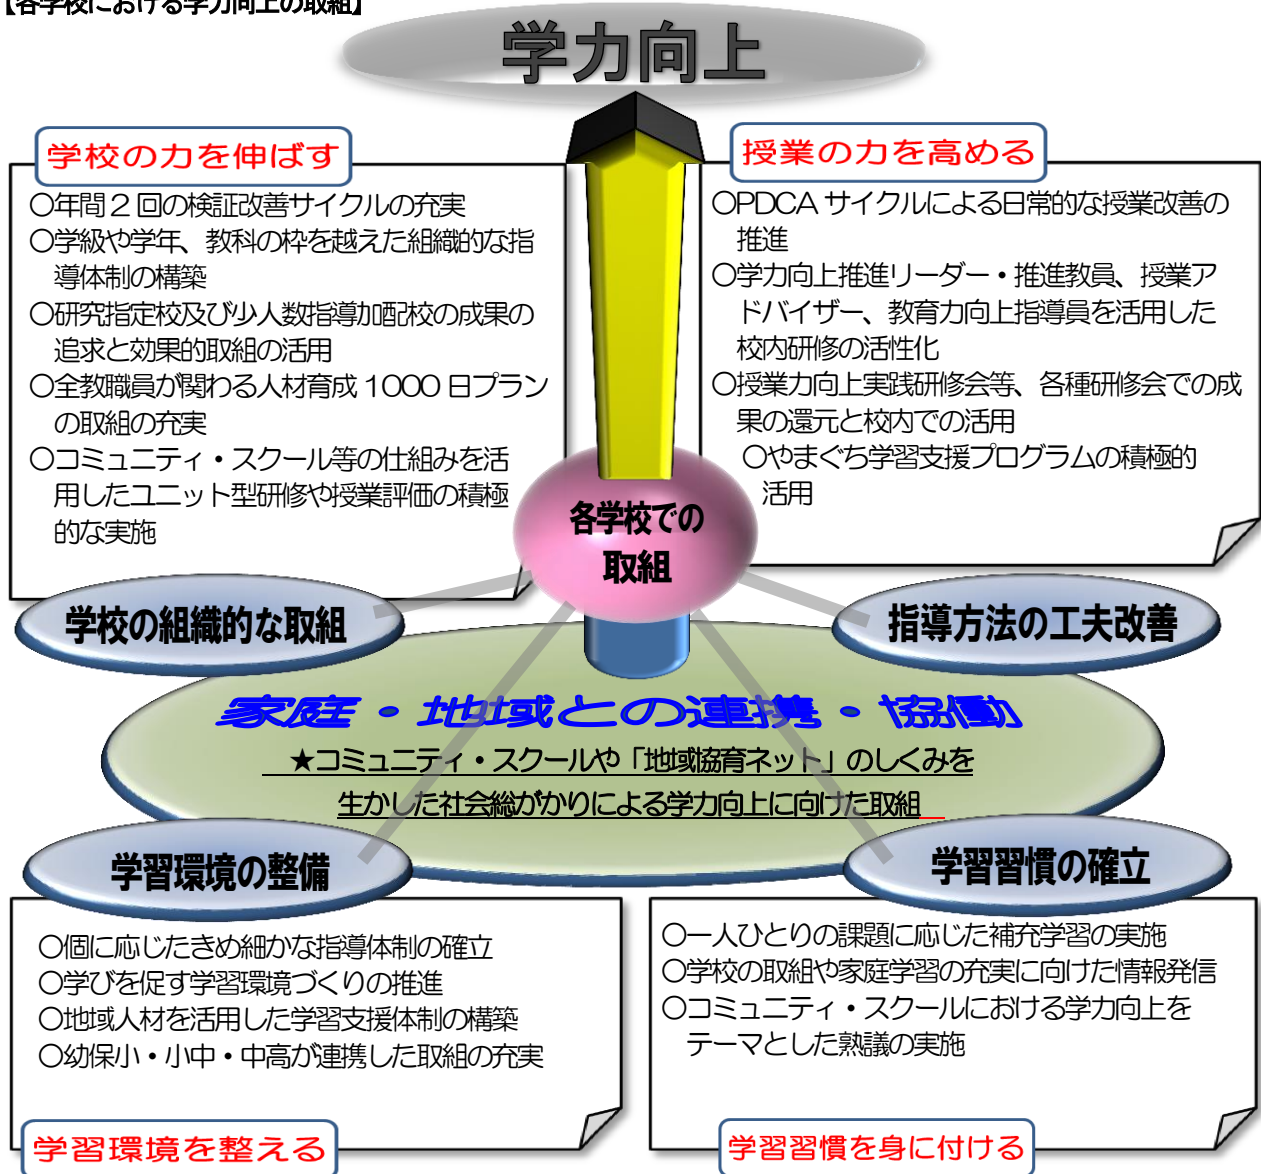 【各学校における学力向上の取組】
学力向上
学校の力を伸ばす
○年間２回の検証改善サイクルの充実
○学級や学年、教科の枠を越えた組織的な指
導体制の構築
○研究指定校及び少人数指導加配校の成果の
追求と効果的取組の活用
○全教職員が関わる人材育成 1000 日プラン
の取組の充実
○コミュニティ・スクール等の仕組みを活
用したユニット型研修や授業評価の積極
的な実施
授業の力を高める
○PDCA サイクルによる日常的な授業改善の
推進
○学力向上推進リーダー・推進教員、授業ア
ドバイザー、教育力向上指導員を活用した
校内研修の活性化
○授業力向上実践研修会等、各種研修会での成
果の還元と校内での活用
○やまぐち学習支援プログラムの積極的
活用
各学校での
取組
学校の組織的な取組
指導方法の工夫改善
家庭・地域との連携・協働
★コミュニティ・スクールや「地域協育ネット」のしくみを
生かした社会総がかりによる学力向上に向けた取組
学習環境の整備
学習習慣の確立
○個に応じたきめ細かな指導体制の確立
○学びを促す学習環境づくりの推進
○地域人材を活用した学習支援体制の構築
○幼保小・小中・中高が連携した取組の充実
学習環境を整える
○一人ひとりの課題に応じた補充学習の実施
○学校の取組や家庭学習の充実に向けた情報発信
○コミュニティ・スクールにおける学力向上を
テーマとした熟議の実施
学習習慣を身に付ける